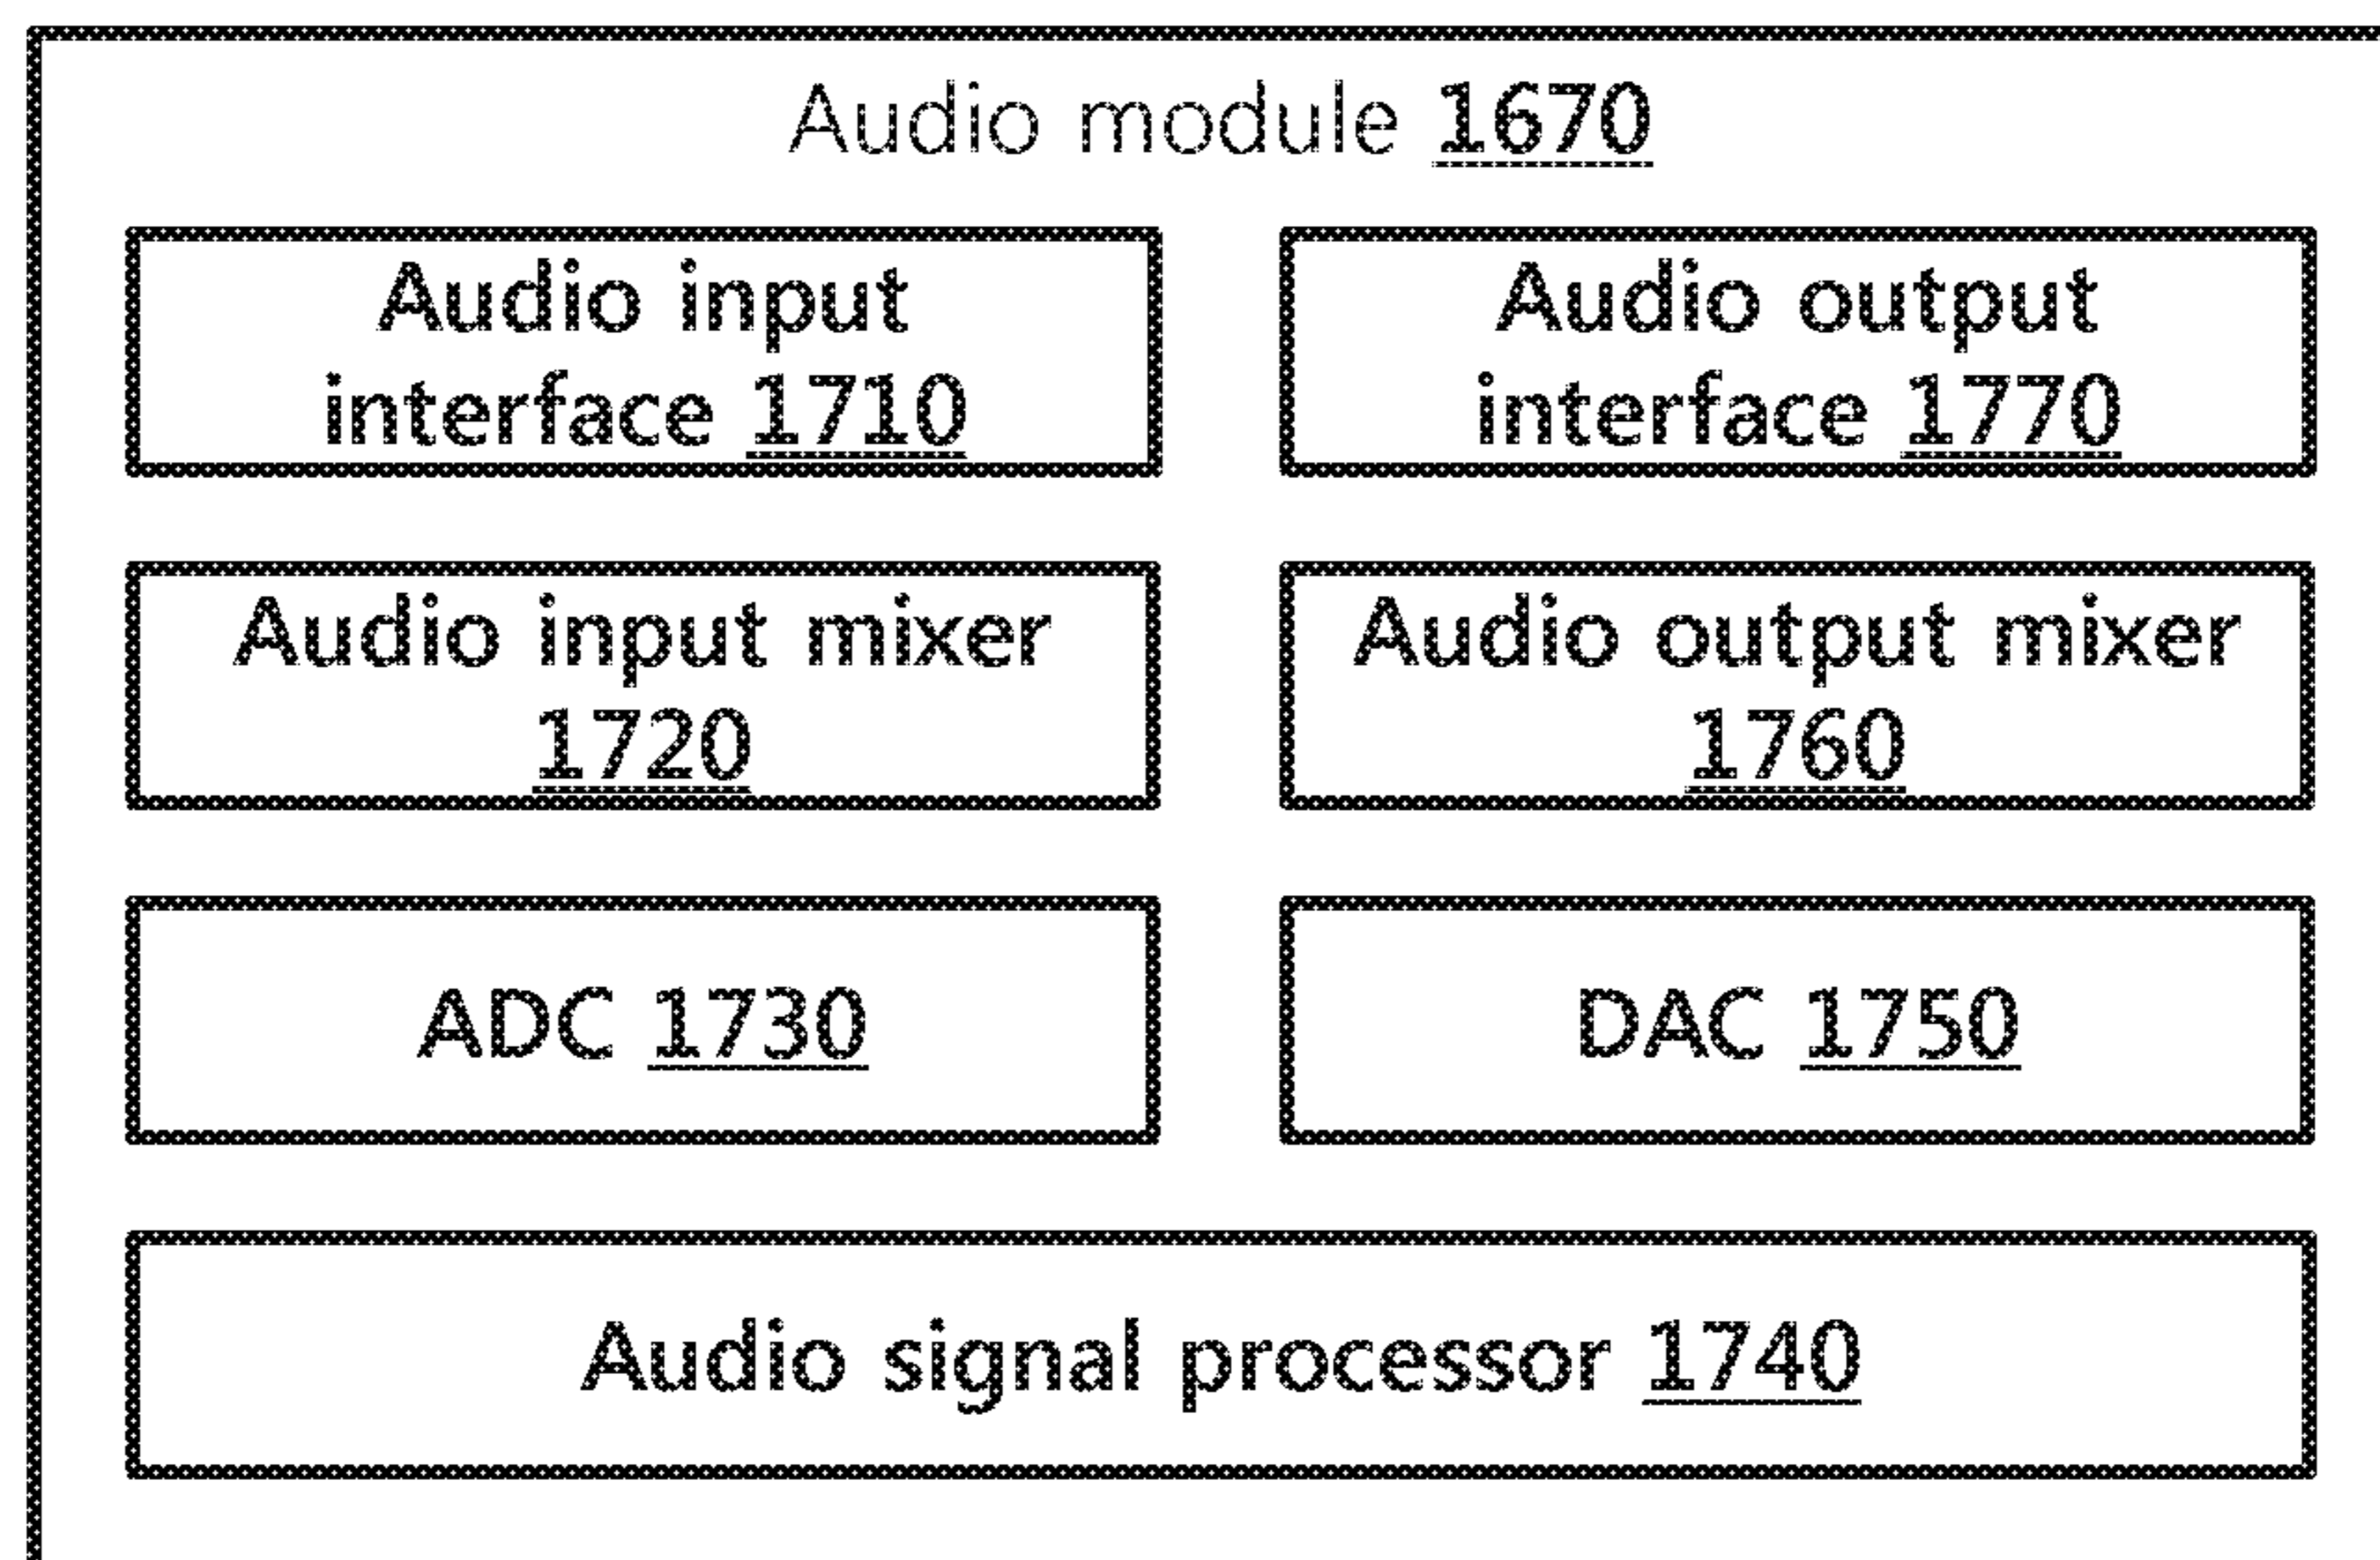 Audio module 1670
Audio input
interface 1710
Audio output
interface 1770
Audio input mixer
1720
Audio output mixer
1760
ADC 1730
DAC 1750
Audio signal processor 1740